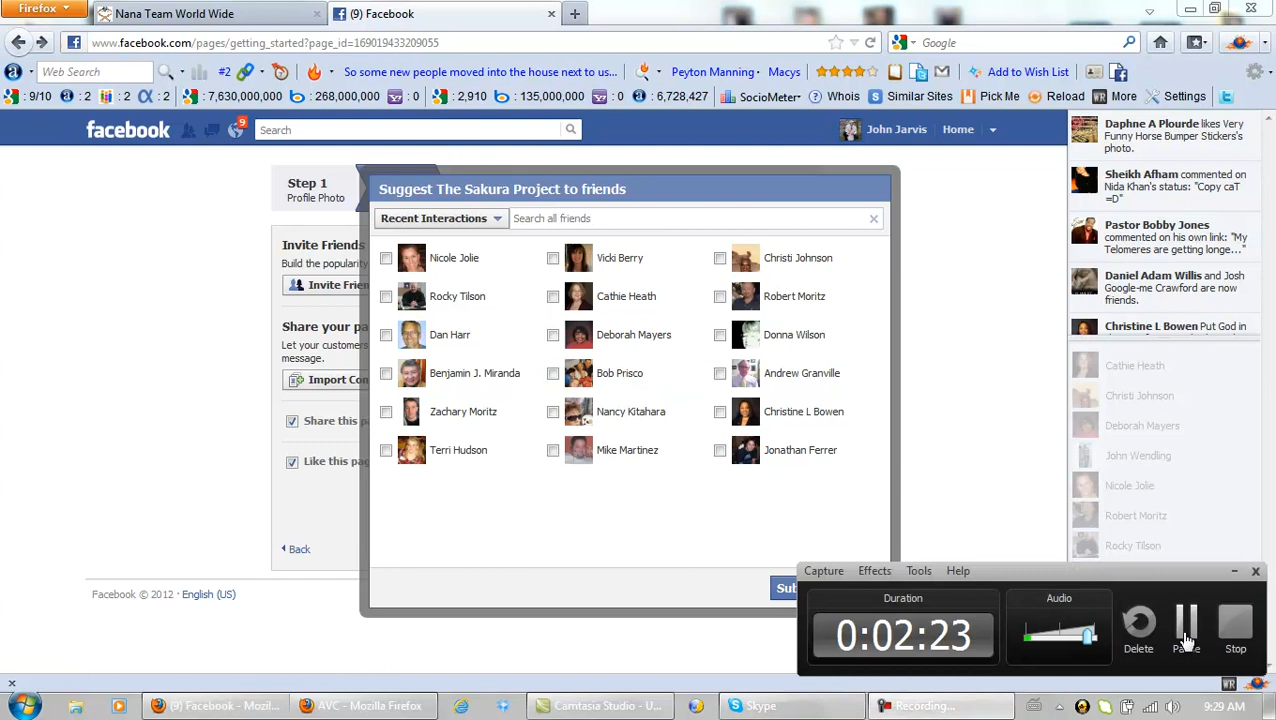 Firefox
Nana Team World Wide
(9) Facebook
www.facebook.com/pages/getting_started?page_id=169019433209055
Google
Web Search
#2
So some new people moved into the house next to us...
Peyton Manning
Macys
Add to Wish List
: 9/10
: 2
: 2
: 2
: 7,630,000,000
: 268,000,000
: 0
: 2,910
: 135,000,000
: 0
: 6,728,427
SocioMeter
Whois
Similar Sites
Pick Me
Reload
More
Settings
facebook
9
Search
John Jarvis
Home
Step 1
Profile Photo
Invite Friends
Build the popularity
Invite Frien
Share your pa
Let your customers
message.
Import Con
Share this p
Like this pag
Back
Suggest The Sakura Project to friends
Recent Interactions
Search all friends
Nicole Jolie
Vicki Berry
Christi Johnson
Rocky Tilson
Cathie Heath
Robert Moritz
Dan Harr
Deborah Mayers
Donna Wilson
Benjamin J. Miranda
Bob Prisco
Andrew Granville
Zachary Moritz
Nancy Kitahara
Christine L Bowen
Terri Hudson
Mike Martinez
Jonathan Ferrer
Sub
Facebook © 2012 · English (US)
Daphne A Plourde likes Very
Funny Horse Bumper Stickers's
photo.
Sheikh Afham commented on
Nida Khan's status: "Copy caT
=D"
Pastor Bobby Jones
commented on his own link: "My
Telomeres are getting longe..."
Daniel Adam Willis and Josh
Google-me Crawford are now
friends.
Christine L Bowen Put God in
Cathie Heath
Christi Johnson
Deborah Mayers
John Wendling
Nicole Jolie
Robert Moritz
Rocky Tilson
Capture
Effects
Tools
Help
Duration
0:02:23
Audio
Delete
Stop
WR
(9) Facebook - Mozil...
AVC - Mozilla Firefox
Camtasia Studio - U...
Skype
Recording...
9:29 AM